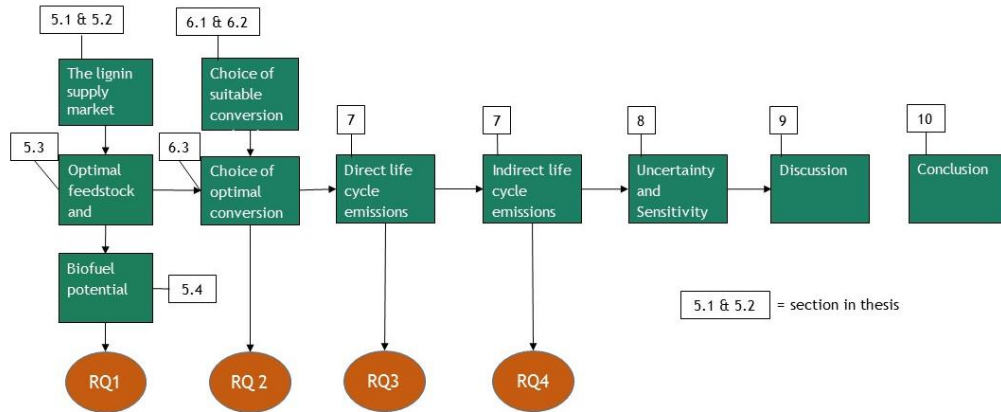 5.1 & 5.2
6.1 & 6.2
The lignin
supply
market
Choice of
suitable
conversion
5.3
6.3
7
7
8
9
10
Optimal
feedstock
and
Choice of
optimal
conversion
Direct life
cycle
emissions
Indirect life
cycle
emissions
Uncertainty
and
Sensitivity
Discussion
Conclusion
Biofuel
potential
5.4
5.1 & 5.2 = section in thesis
RQ1
RQ 2
RQ3
RQ4